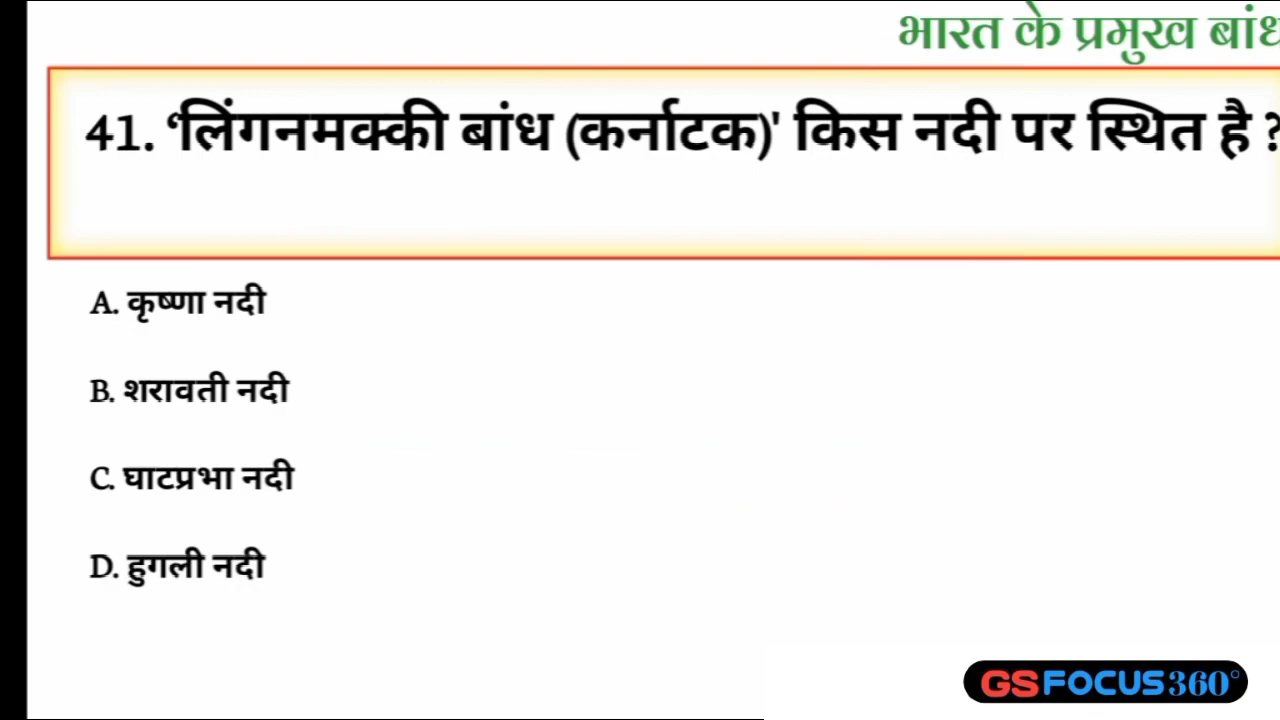 भारत के प्रमुख बांध
41. ‘लिंगनमक्की बांध (कर्नाटक)' किस नदी पर स्थित है ?
A. कृष्णा नदी
B. शरावती नदी
C. घाटप्रभा नदी
D. हुगली नदी
GSFOCUS360°